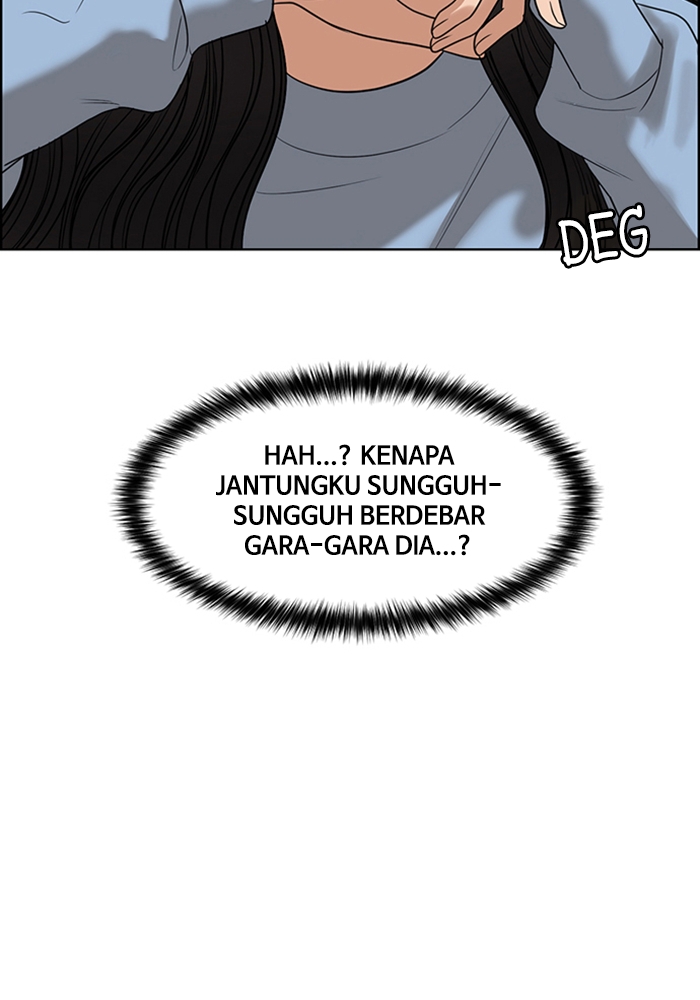 DEG
HAH...? KENAPA
JANTUNGKU SUNGGUH-
SUNGGUH BERDEBAR
GARA-GARA DIA...?